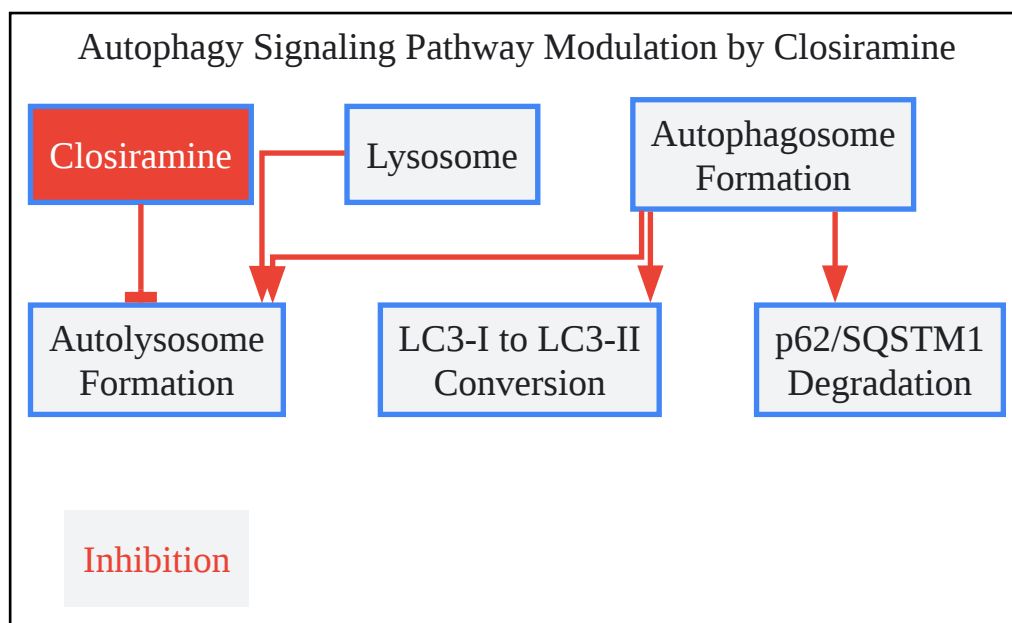 Autophagy Signaling Pathway Modulation by Closiramine
Closiramine
Lysosome
Autophagosome
Formation
Autolysosome
Formation
LC3-I to LC3-II
Conversion
p62/SQSTM1
Degradation
Inhibition